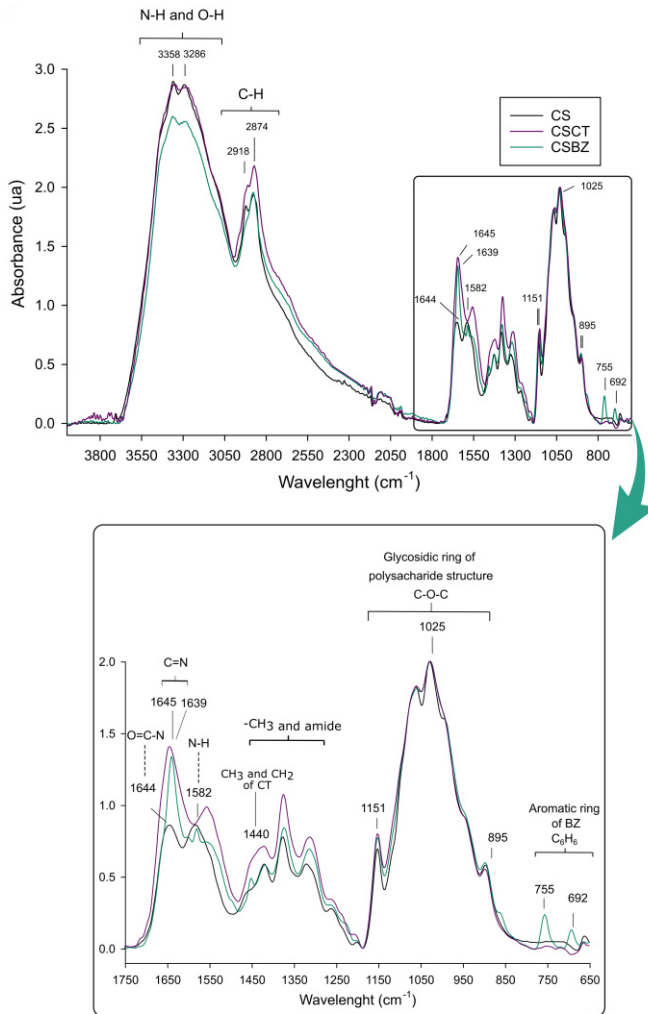 N-H and O-H
3358 3286
C-H
2918 2874
CS
CSCT
CSBZ
1025
1645
1639
1644 1582
1151
895
755
692
3.0
2.5
2.0
1.5
1.0
0.5
0.0
Absorbance (ua)
3800 3550 3300 3050 2800 2550 2300 2050 1800 1550 1300 1050 800
Wavelenght (cm-1)
Glycosidic ring of
polysacharide structure
C-O-C
1025
C=N
1645 1639
O=C-N
N-H
1644 1582
-CH3 and amide
CH3 and CH2
of CT
1440
1151
895
Aromatic ring
of BZ
C6H6
755 692
2.0
1.5
1.0
0.5
0.0
1750 1650 1550 1450 1350 1250 1150 1050 950 850 750 650
Wavelenght (cm-1)